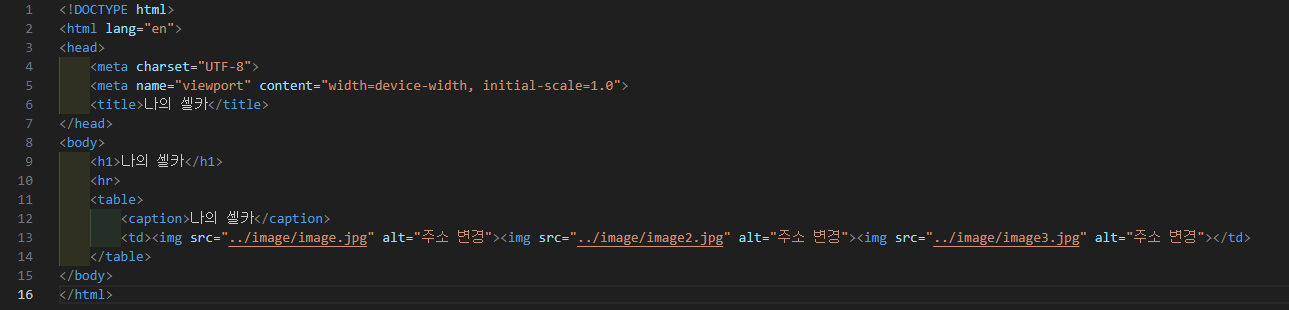 1 <!DOCTYPE html>
2 <html lang="en">
3 <head>
4     <meta charset="UTF-8">
5     <meta name="viewport" content="width=device-width, initial-scale=1.0">
6     <title>나의 셀카</title>
7 </head>
8 <body>
9     <h1>나의 셀카</h1>
10     <hr>
11     <table>
12         <caption>나의 셀카</caption>
13         <td><img src="../image/image.jpg" alt="주소 변경"><img src="../image/image2.jpg" alt="주소 변경"><img src="../image/image3.jpg" alt="주소 변경"></td>
14     </table>
15 </body>
16 </html>